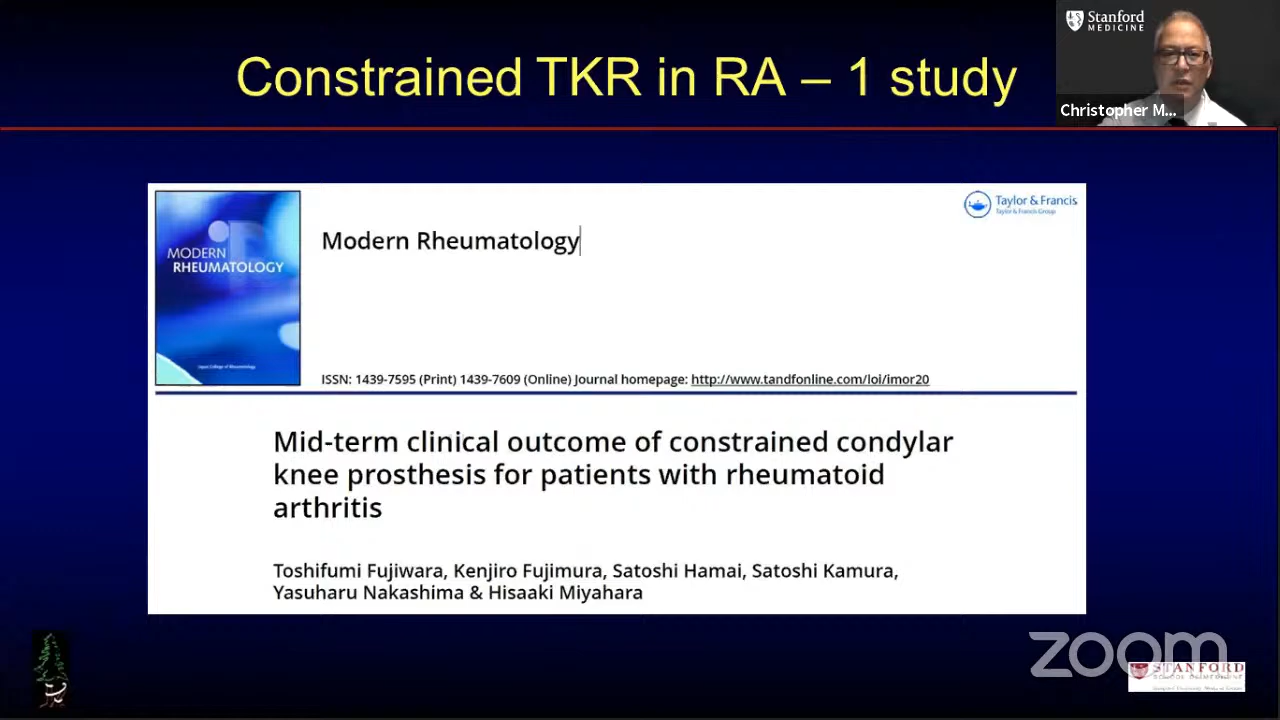 Constrained TKR in RA – 1 study
Stanford
MEDICINE
Christopher M...
MODERN
RHEUMATOLOGY
Modern Rheumatology
Taylor & Francis
Taylor & Francis Group
ISSN: 1439-7595 (Print) 1439-7609 (Online) Journal homepage: http://www.tandfonline.com/loi/imor20
Mid-term clinical outcome of constrained condylar
knee prosthesis for patients with rheumatoid
arthritis
Toshifumi Fujiwara, Kenjiro Fujimura, Satoshi Hamai, Satoshi Kamura,
Yasuharu Nakashima & Hisaaki Miyahara
zoom
STANFORD